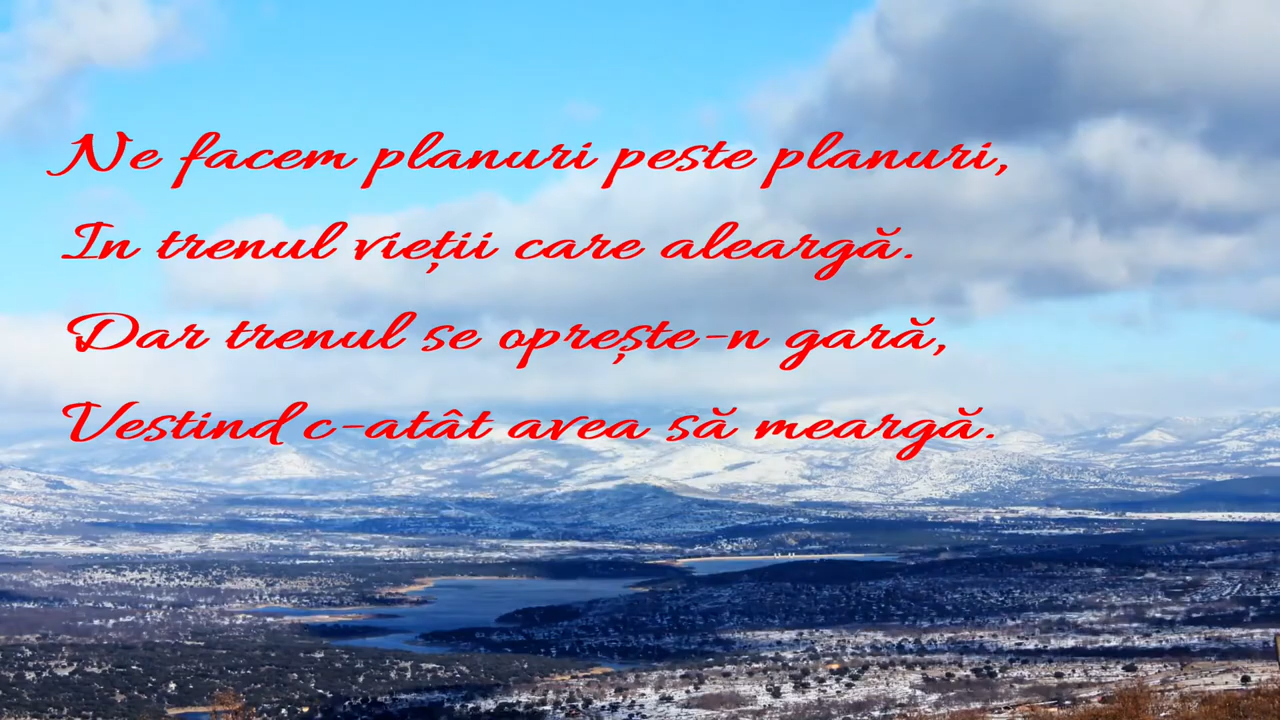 Ne facem planuri peste planuri,
In trenul vieții care aleargă.
Dar trenul se oprește-n gară,
Vestind c-atât avea să meargă.